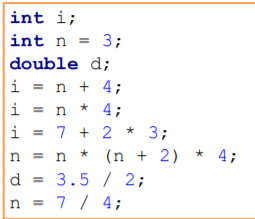 int i;
int n = 3;
double d;
i = n + 4;
i = n * 4;
i = 7 + 2 * 3;
n = n * (n + 2) * 4;
d = 3.5 / 2;
n = 7 / 4;